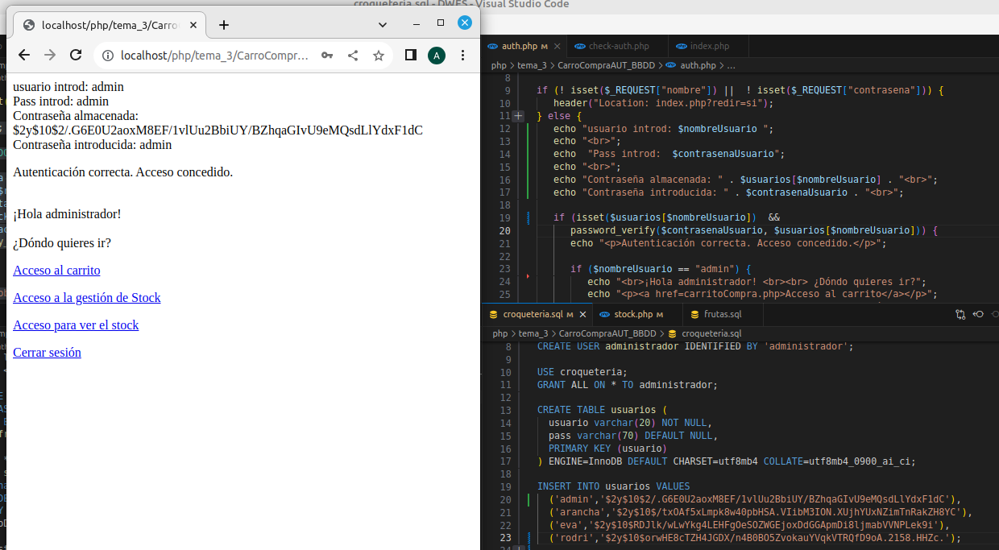 croqueteria.sql - DWES - Visual Studio Code
localhost/php/tema_3/Carro
localhost/php/tema_3/CarroCompr...
A
usuario introd: admin
Pass introd: admin
Contraseña almacenada:
$2y$10$2/.G6E0U2aoxM8EF/1vlUu2BbiUY/BZhqaGIvU9eMQsdLlYdxF1dC
Contraseña introducida: admin
Autenticación correcta. Acceso concedido.
¡Hola administrador!
¿Dóndo quieres ir?
Acceso al carrito
Acceso a la gestión de Stock
Acceso para ver el stock
Cerrar sesión
auth.php M check-auth.php index.php
php > tema_3 > CarroCompraAUT_BBDD > auth.php > ...
8
9 if (! isset($_REQUEST["nombre"]) || ! isset($_REQUEST["contrasena"])) {
10 header("Location: index.php?redir=si");
11 } else {
12 echo "usuario introd: $nombreUsuario ";
13 echo "<br>";
14 echo "Pass introd: $contrasenaUsuario";
15 echo "<br>";
16 echo "Contraseña almacenada: " . $usuarios[$nombreUsuario] . "<br>";
17 echo "Contraseña introducida: " . $contrasenaUsuario . "<br>";
18
19 if (isset($usuarios[$nombreUsuario]) &&
20 password_verify($contrasenaUsuario, $usuarios[$nombreUsuario])) {
21 echo "<p>Autenticación correcta. Acceso concedido.</p>";
22
23 if ($nombreUsuario == "admin") {
24 echo "<br>¡Hola administrador! <br><br> ¿Dóndo quieres ir?";
25 echo "<p><a href=carritoCompra.php>Acceso al carrito</a></p>";
croqueteria.sql M stock.php M frutas.sql
php > tema_3 > CarroCompraAUT_BBDD > croqueteria.sql
8 CREATE USER administrador IDENTIFIED BY 'administrador';
9
10 USE croqueteria;
11 GRANT ALL ON * TO administrador;
12
13 CREATE TABLE usuarios (
14 usuario varchar(20) NOT NULL,
15 pass varchar(70) DEFAULT NULL,
16 PRIMARY KEY (usuario)
17 ) ENGINE=InnoDB DEFAULT CHARSET=utf8mb4 COLLATE=utf8mb4_0900_ai_ci;
18
19 INSERT INTO usuarios VALUES
20 ('admin','$2y$10$2/.G6E0U2aoxM8EF/1vlUu2BbiUY/BZhqaGIvU9eMQsdLlYdxF1dC'),
21 ('arancha','$2y$10$/txOAf5xLmpk8w40pbHSA.VIibM3ION.XUjhYUxNZimTnRakZH8YC'),
22 ('eva','$2y$10$RDJlk/wLwYkg4LEHFgOeSOZWGEjoxDdGGApmDi8ljmabVVNPLek9i'),
23 ('rodri','$2y$10$orwHE8cTZH4JGDX/n4B0BO5ZvokauYVqkVTRQfD9oA.2158.HHZc.');